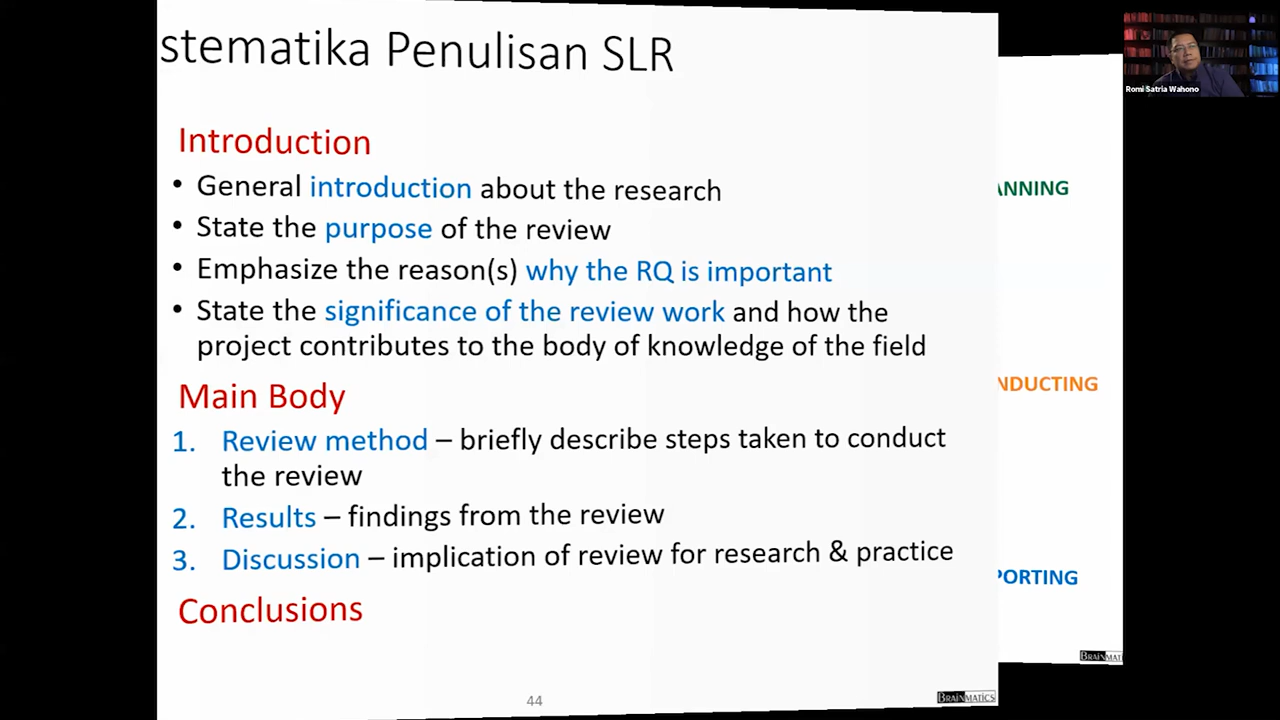 stematika Penulisan SLR
Introduction
• General introduction about the research
• State the purpose of the review
• Emphasize the reason(s) why the RQ is important
• State the significance of the review work and how the
project contributes to the body of knowledge of the field
Main Body
1. Review method – briefly describe steps taken to conduct
the review
2. Results – findings from the review
3. Discussion – implication of review for research & practice
Conclusions
44
BRAINMATICS
ANNING
NDUCTING
PORTING
BRAINMATI
Romi Satria Wahono